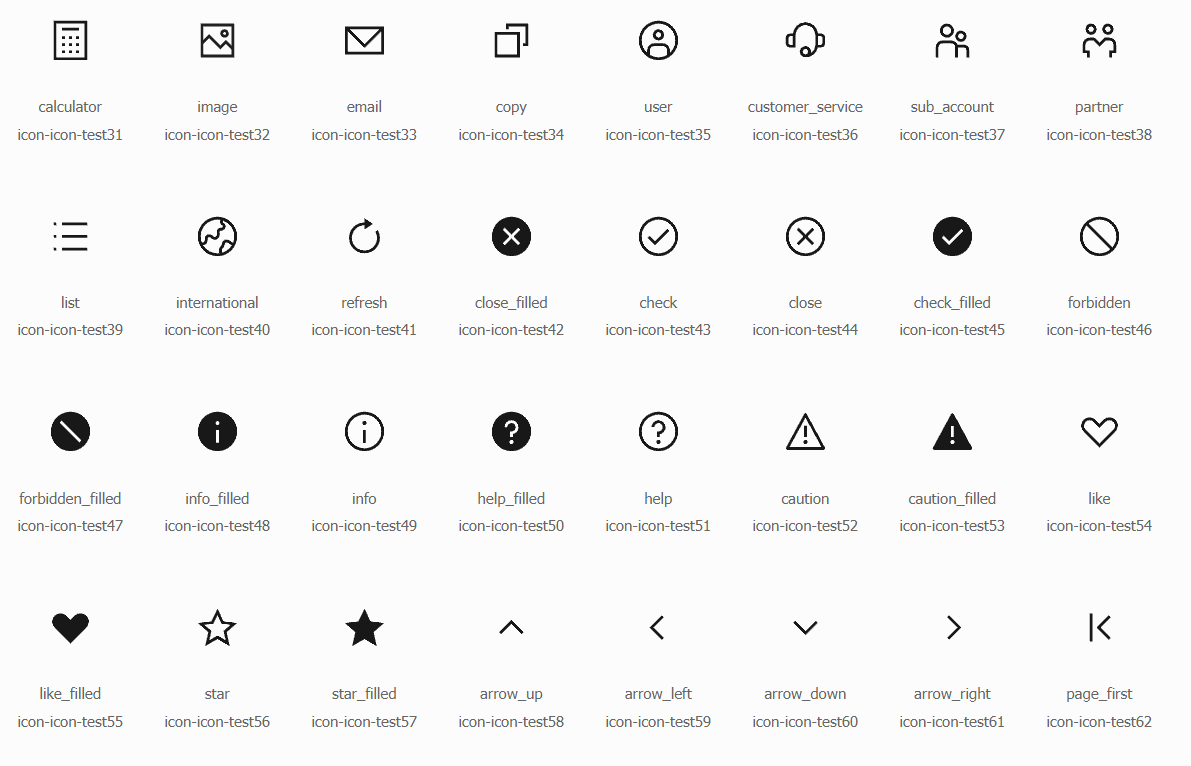 calculator image email copy user customer_service sub_account partner
icon-icon-test31 icon-icon-test32 icon-icon-test33 icon-icon-test34 icon-icon-test35 icon-icon-test36 icon-icon-test37 icon-icon-test38
list international refresh close_filled check close check_filled forbidden
icon-icon-test39 icon-icon-test40 icon-icon-test41 icon-icon-test42 icon-icon-test43 icon-icon-test44 icon-icon-test45 icon-icon-test46
forbidden_filled info_filled info help_filled help caution caution_filled like
icon-icon-test47 icon-icon-test48 icon-icon-test49 icon-icon-test50 icon-icon-test51 icon-icon-test52 icon-icon-test53 icon-icon-test54
like_filled star star_filled arrow_up arrow_left arrow_down arrow_right page_first
icon-icon-test55 icon-icon-test56 icon-icon-test57 icon-icon-test58 icon-icon-test59 icon-icon-test60 icon-icon-test61 icon-icon-test62